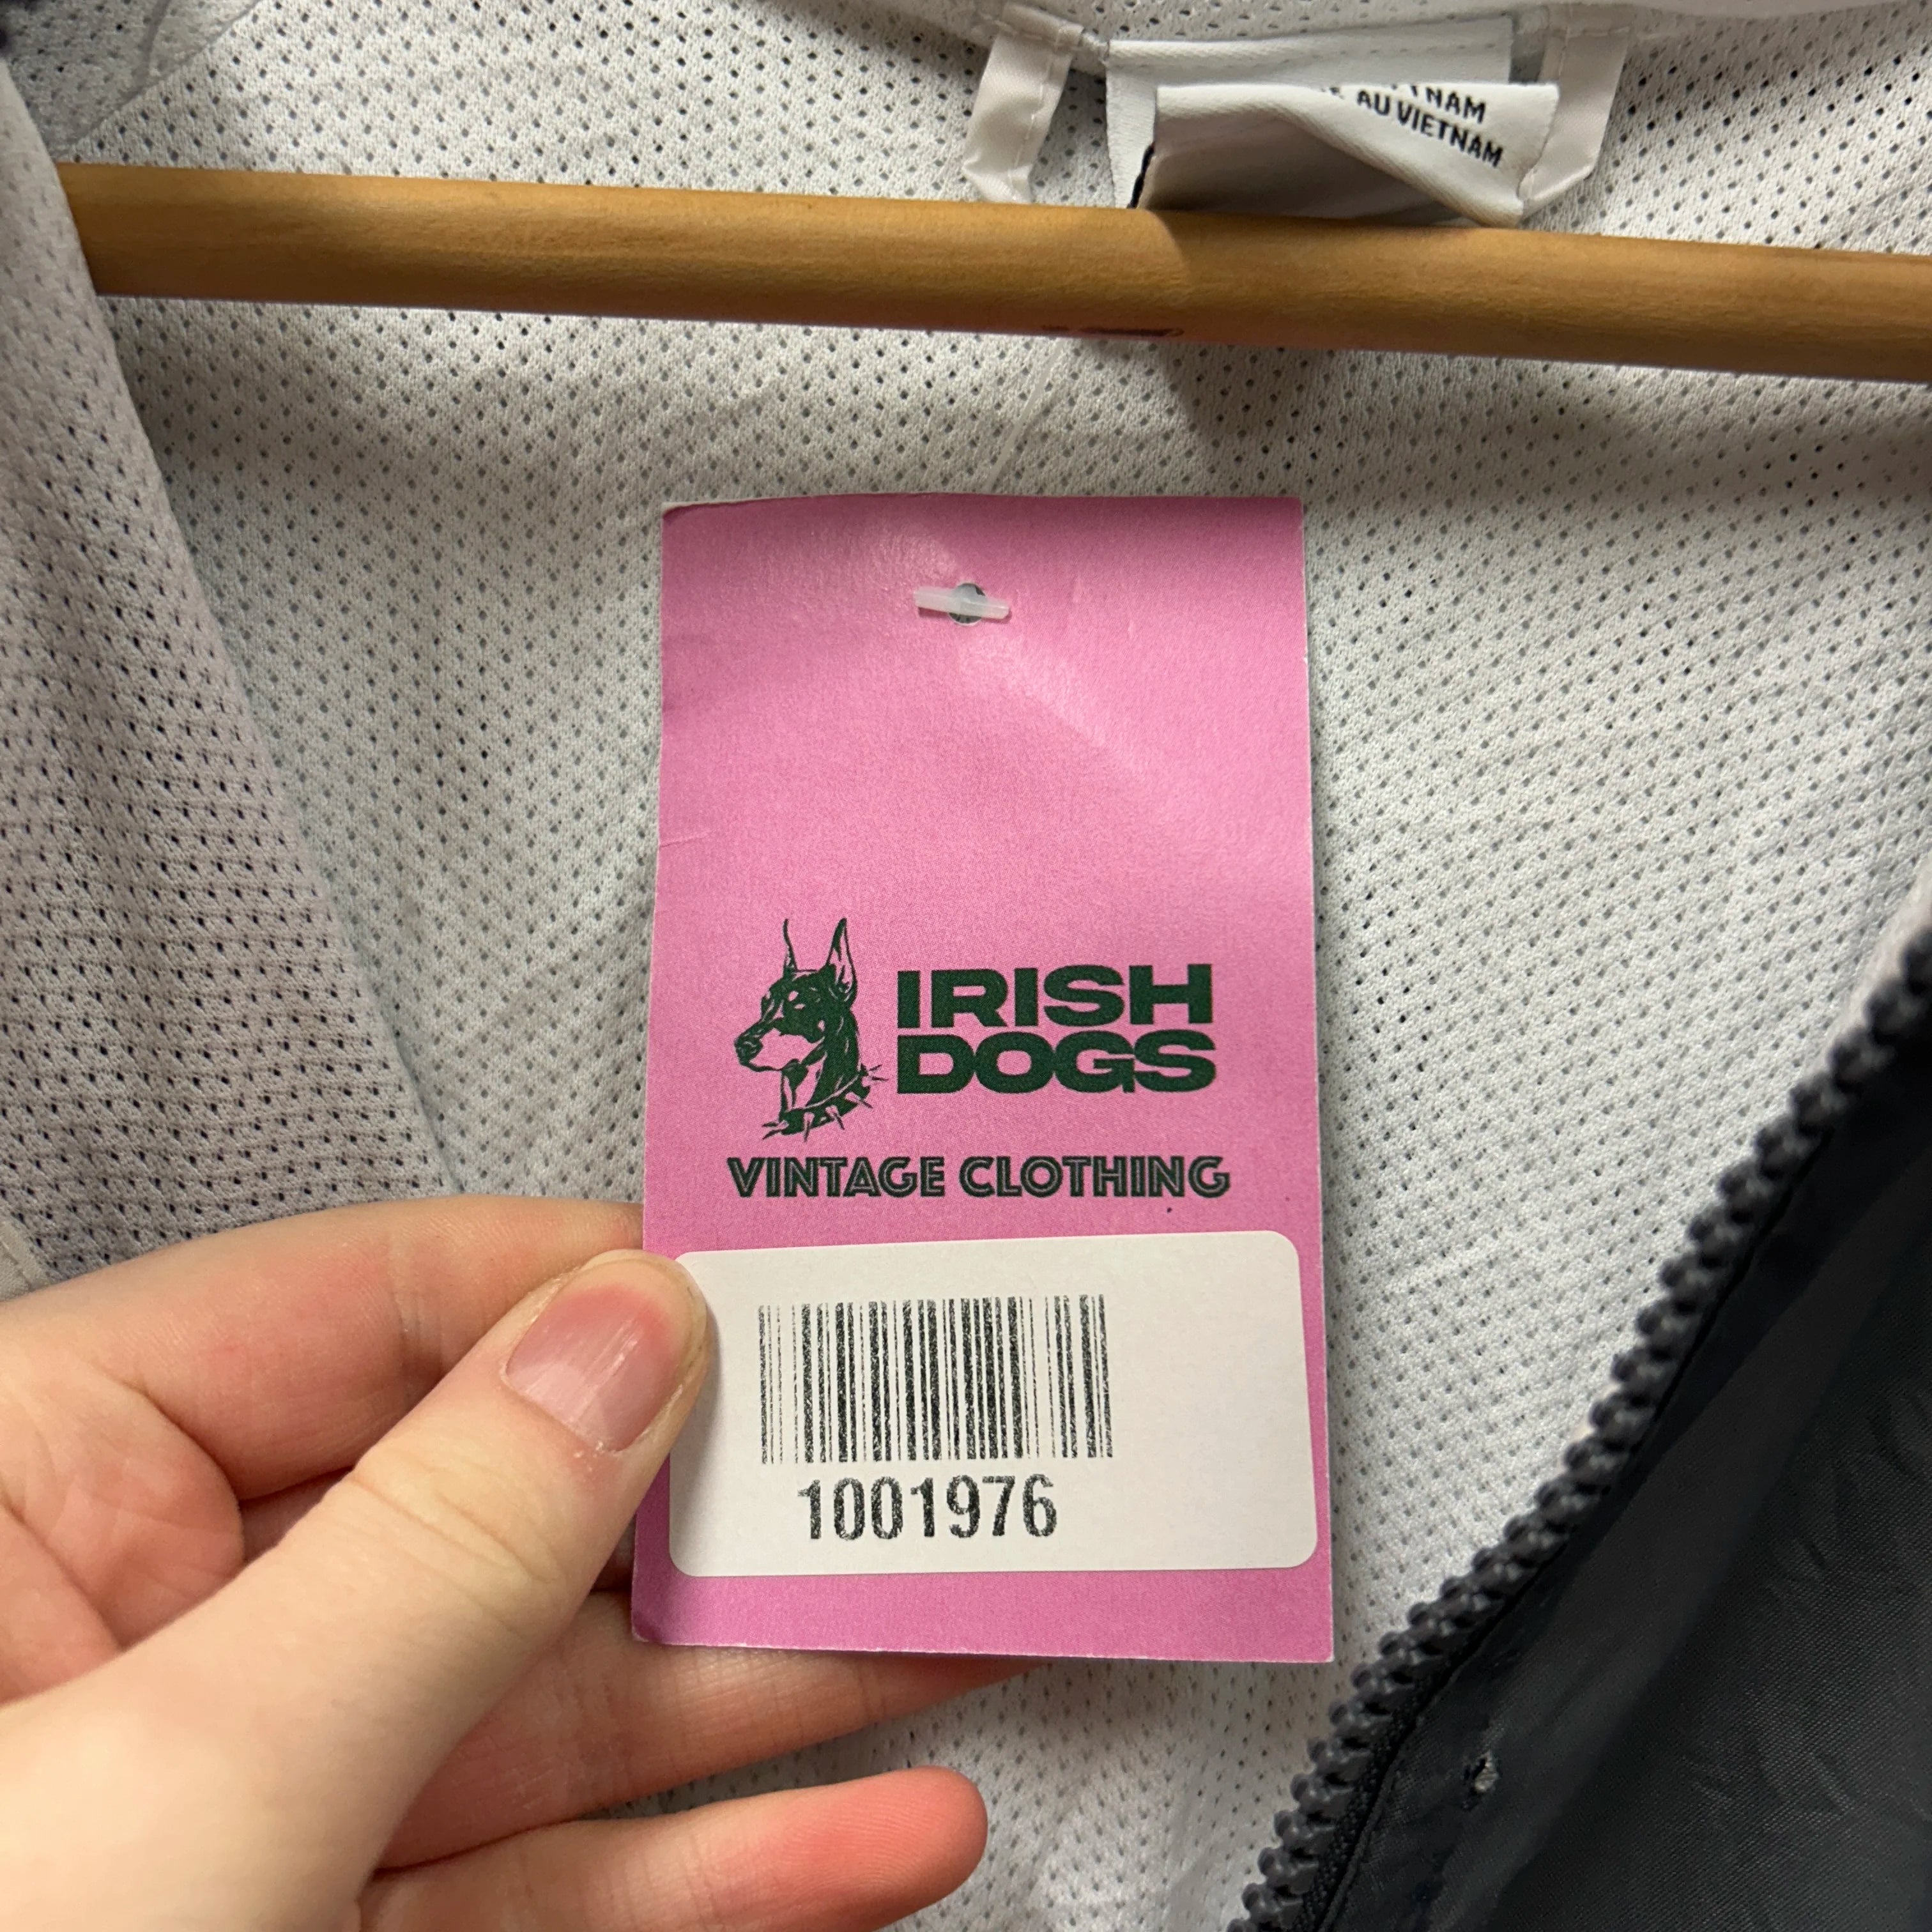 AU VIETNAM
IRISH
DOGS
VINTAGE CLOTHING
1001976